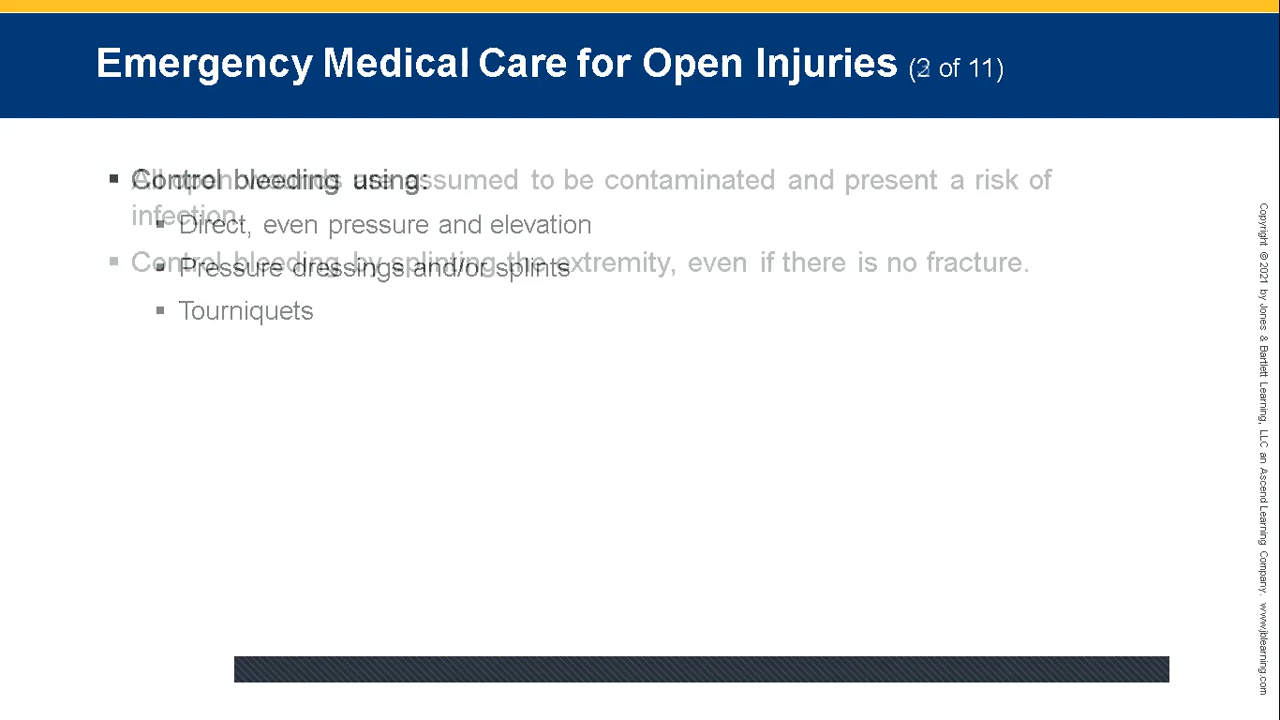 Emergency Medical Care for Open Injuries (2 of 11)
▪ Control bleeding using:
▪ Direct, even pressure and elevation
▪ Pressure dressings and/or splints
▪ Tourniquets
▪ All open wounds are assumed to be contaminated and present a risk of
infection.
▪ Control bleeding by splinting the extremity, even if there is no fracture.
Copyright © 2021 by Jones & Bartlett Learning, LLC an Ascend Learning Company. www.jblearning.com